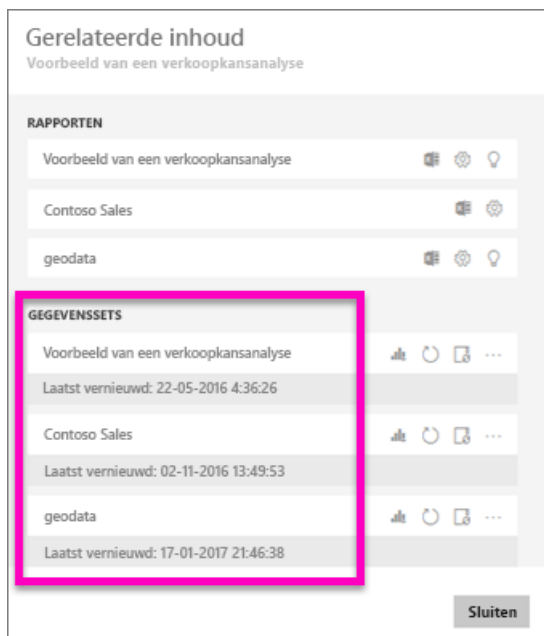 Gerelateerde inhoud
Voorbeeld van een verkoopkansanalyse
RAPPORTEN
Voorbeeld van een verkoopkansanalyse
Contoso Sales
geodata
GEGEVENSSETS
Voorbeeld van een verkoopkansanalyse
Laatst vernieuwd: 22-05-2016 4:36:26
Contoso Sales
Laatst vernieuwd: 02-11-2016 13:49:53
geodata
Laatst vernieuwd: 17-01-2017 21:46:38
Sluiten